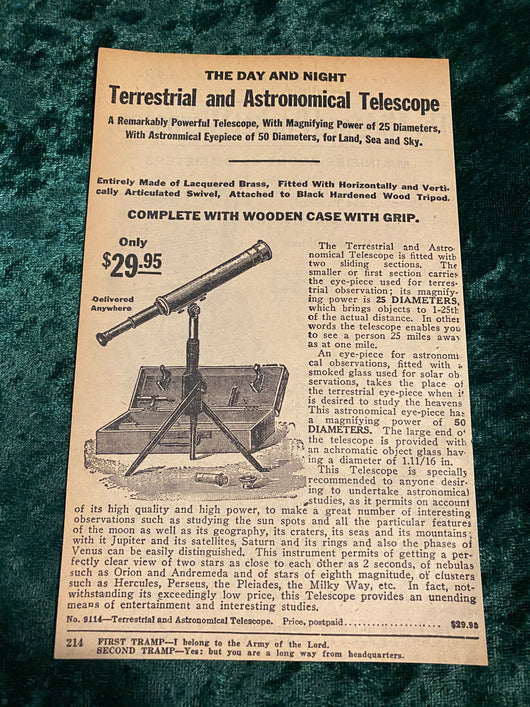 THE DAY AND NIGHT
Terrestrial and Astronomical Telescope
A Remarkably Powerful Telescope, With Magnifying Power of 25 Diameters,
With Astronmical Eyepiece of 50 Diameters, for Land, Sea and Sky.
Entirely Made of Lacquered Brass, Fitted With Horizontally and Verti-
cally Articulated Swivel, Attached to Black Hardened Wood Tripod.
COMPLETE WITH WOODEN CASE WITH GRIP.
Only
$29.95
Delivered
Anywhere
The Terrestrial and Astro-
nomical Telescope is fitted with
two sliding sections. The
smaller or first section carries
the eye-piece used for terres-
trial observation; its magnify-
ing power is 25 DIAMETERS,
which brings objects to 1-25th
of the actual distance. In other
words the telescope enables you
to see a person 25 miles away
as at one mile.
An eye-piece for astronomi
cal observations, fitted with a
smoked glass used for solar ob-
servations, takes the place of
the terrestrial eye-piece when it
is desired to study the heavens
This astronomical eye-piece has
a magnifying power of 50
DIAMETERS. The large end of
the telescope is provided with
an achromatic object glass hav-
ing a diameter of 1.11/16 in.
This Telescope is specially
recommended to anyone desir-
ing to undertake astronomical
studies, as it permits on account
of its high quality and high power, to make a great number of interesting
observations such as studying the sun spots and all the particular features
of the moon as well as its geography, its craters, its seas and its mountains;
with it Jupiter and its satellites, Saturn and its rings and also the phases of
Venus can be easily distinguished. This instrument permits of getting a per-
fectly clear view of two stars as close to each other as 2 seconds, of nebulas
such as Orion and Andremeda and of stars of eighth magnitude, of clusters
such as Hercules, Perseus, the Pleiades, the Milky Way, etc. In fact, not-
withstanding its exceedingly low price, this Telescope provides an unending
means of entertainment and interesting studies.
No. 9114—Terrestrial and Astronomical Telescope. Price, postpaid.................... $29.95
214 FIRST TRAMP—I belong to the Army of the Lord.
SECOND TRAMP—Yes: but you are a long way from headquarters.